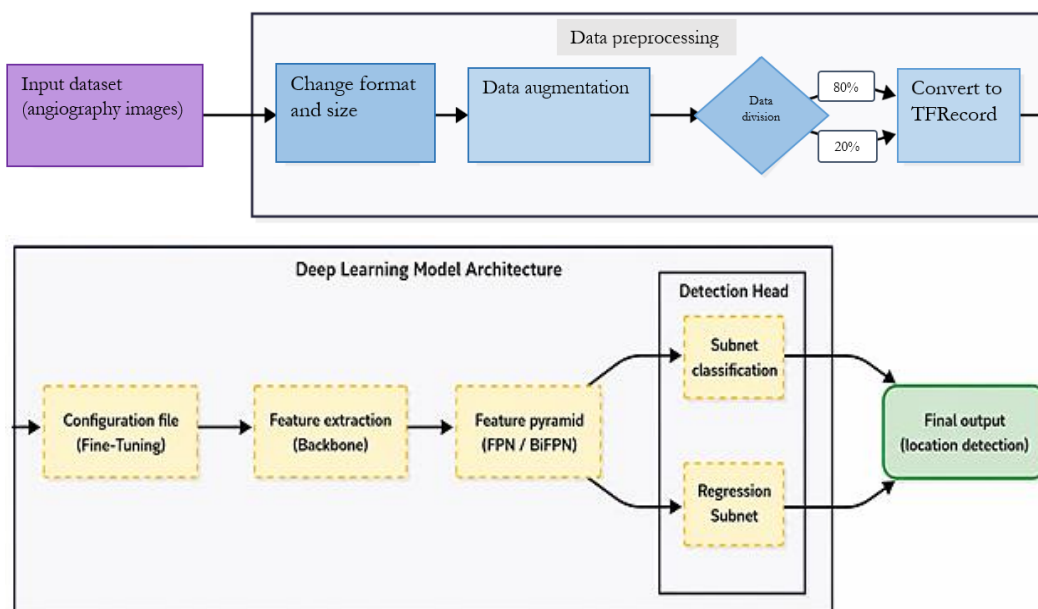 Data preprocessing
Input dataset
(angiography images)
Change format
and size
Data augmentation
Data
division
80%
20%
Convert to
TFRecord
Deep Learning Model Architecture
Configuration file
(Fine-Tuning)
Feature extraction
(Backbone)
Feature pyramid
(FPN / BiFPN)
Detection Head
Subnet
classification
Regression
Subnet
Final output
(location detection)